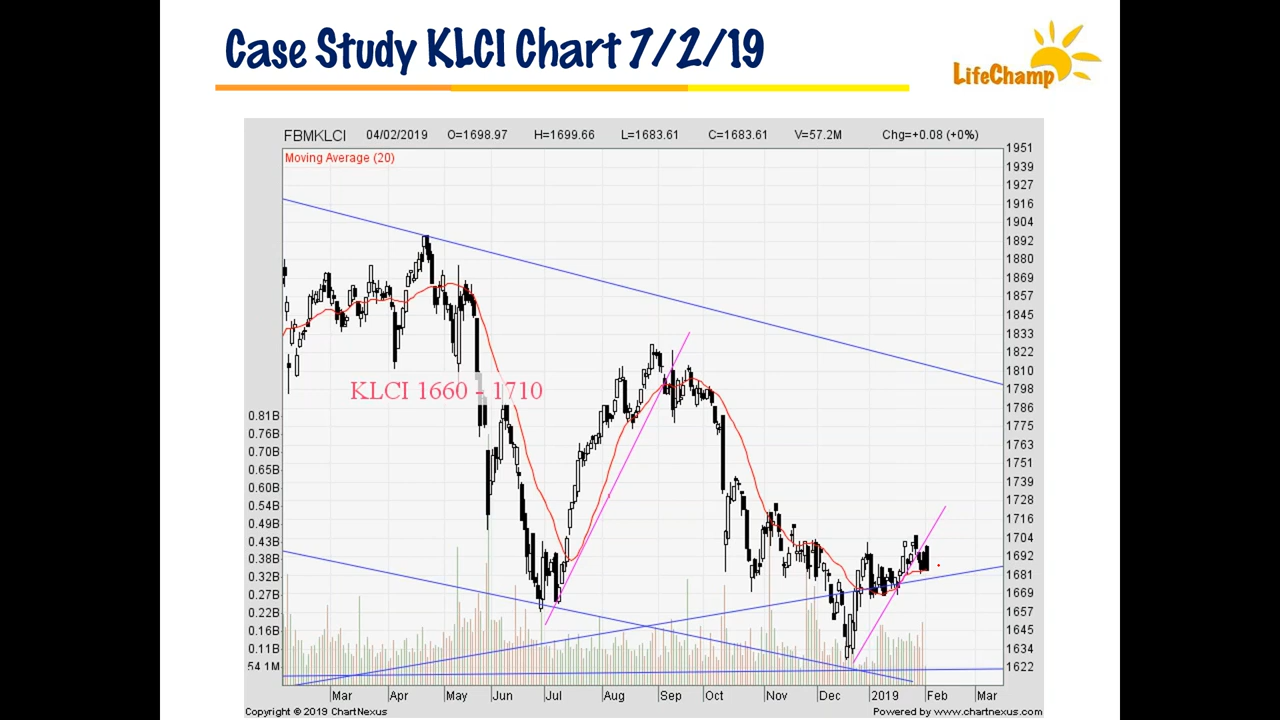 Case Study KLCI Chart 7/2/19
LifeChamp
FBMKLCI 04/02/2019 O=1698.97 H=1699.66 L=1683.61 C=1683.61 V=57.2M Chg=+0.08 (+0%)
Moving Average (20)
1951
1939
1927
1916
1904
1892
1880
1869
1857
1845
1833
1822
1810
1798
1786
1775
1763
1751
1739
1728
1716
1704
1692
1681
1669
1657
1645
1634
1622
KLCI 1660 - 1710
0.81B
0.76B
0.70B
0.65B
0.60B
0.54B
0.49B
0.43B
0.38B
0.32B
0.27B
0.22B
0.16B
0.11B
54.1M
Mar Apr May Jun Jul Aug Sep Oct Nov Dec 2019 Feb Mar
Copyright © 2019 ChartNexus Powered by www.chartnexus.com